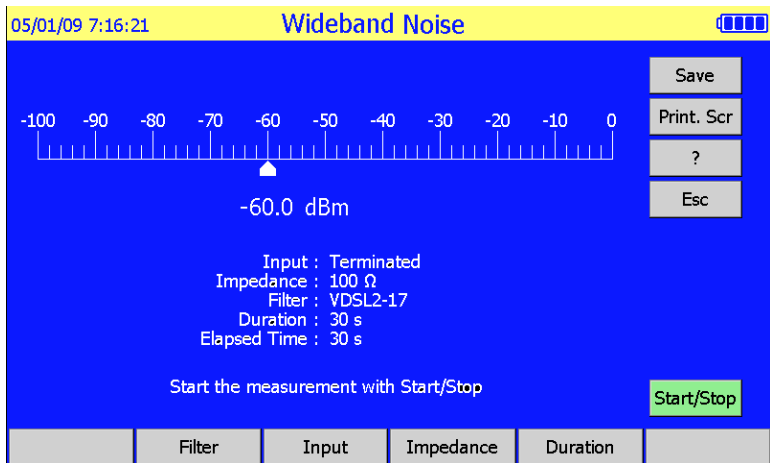 05/01/09 7:16:21 Wideband Noise
Save
Print. Scr
?
Esc
-100 -90 -80 -70 -60 -50 -40 -30 -20 -10 0
-60.0 dBm
Input : Terminated
Impedance : 100 Ω
Filter : VDSL2-17
Duration : 30 s
Elapsed Time : 30 s
Start the measurement with Start/Stop
Start/Stop
Filter Input Impedance Duration